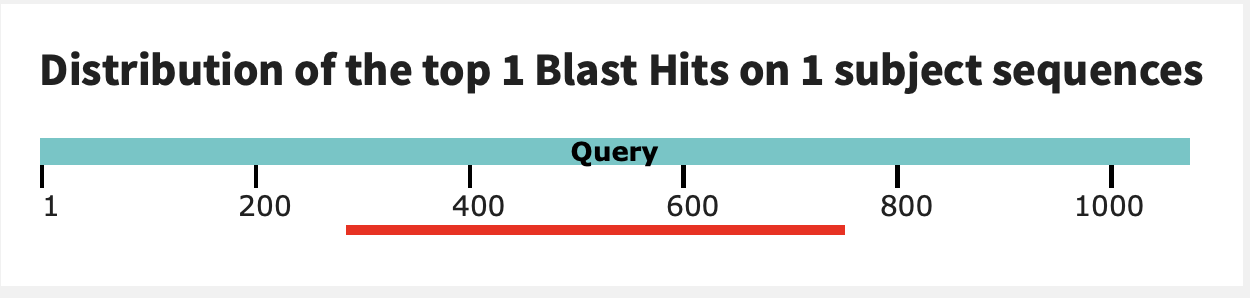 Distribution of the top 1 Blast Hits on 1 subject sequences
Query
1 200 400 600 800 1000